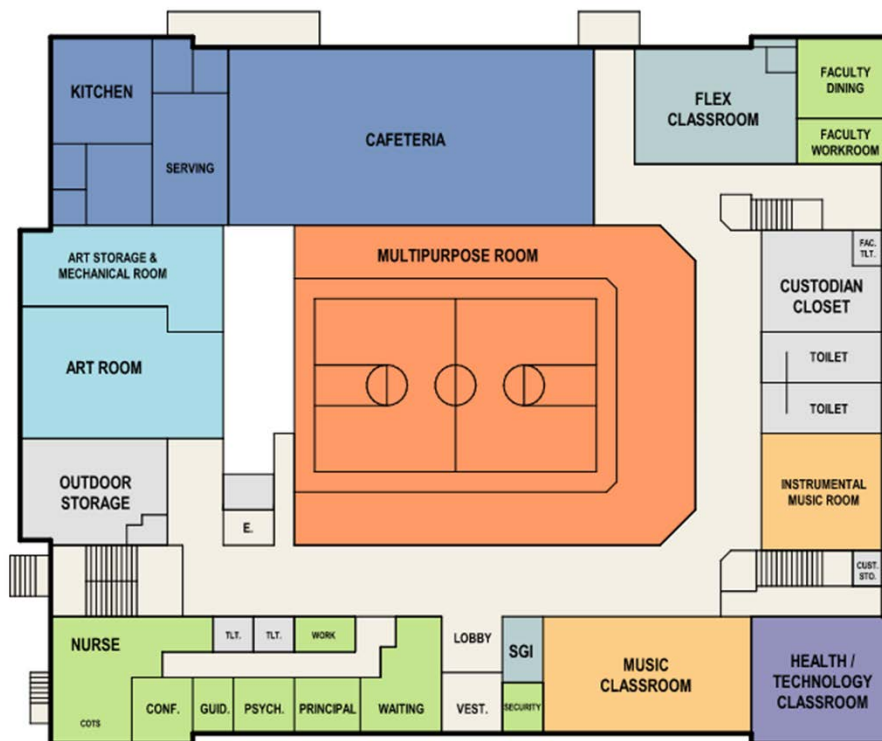 KITCHEN
SERVING
CAFETERIA
FLEX
CLASSROOM
FACULTY
DINING
FACULTY
WORKROOM
ART STORAGE &
MECHANICAL ROOM
MULTIPURPOSE ROOM
FAC.
TLT.
CUSTODIAN
CLOSET
ART ROOM
TOILET
TOILET
OUTDOOR
STORAGE
E.
INSTRUMENTAL
MUSIC ROOM
CUST.
STO.
NURSE
TLT.
TLT.
WORK
LOBBY
SGI
MUSIC
CLASSROOM
HEALTH /
TECHNOLOGY
CLASSROOM
COTS
CONF.
GUID.
PSYCH.
PRINCIPAL
WAITING
VEST.
SECURITY